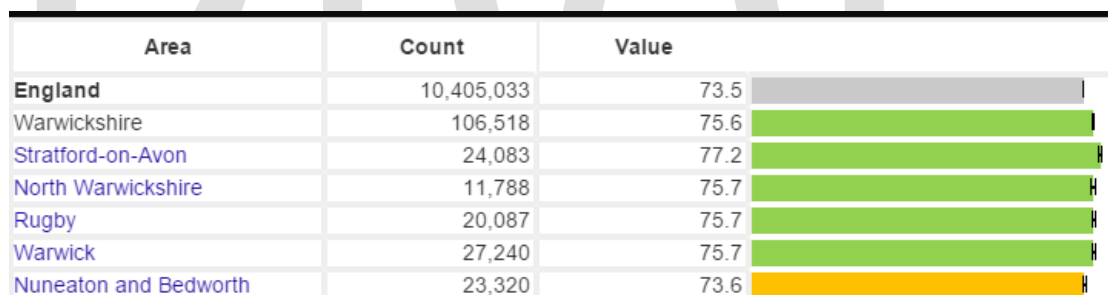 Area Count Value
England 10,405,033 73.5
Warwickshire 106,518 75.6
Stratford-on-Avon 24,083 77.2
North Warwickshire 11,788 75.7
Rugby 20,087 75.7
Warwick 27,240 75.7
Nuneaton and Bedworth 23,320 73.6